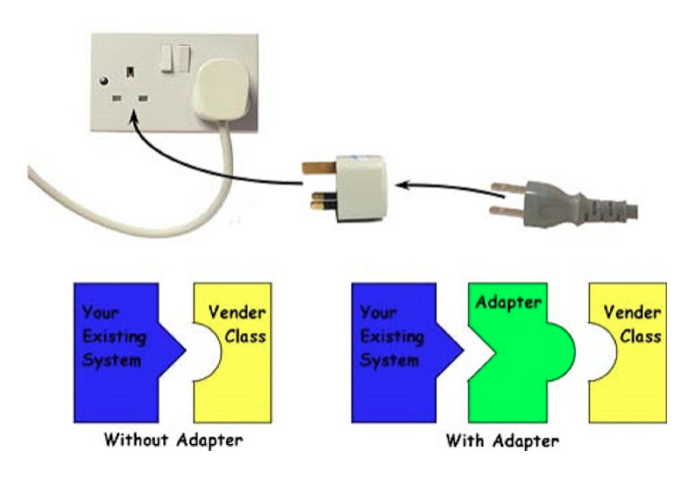 Your
Existing
System
Vender
Class
Without Adapter
Your
Existing
System
Adapter
Vender
Class
With Adapter